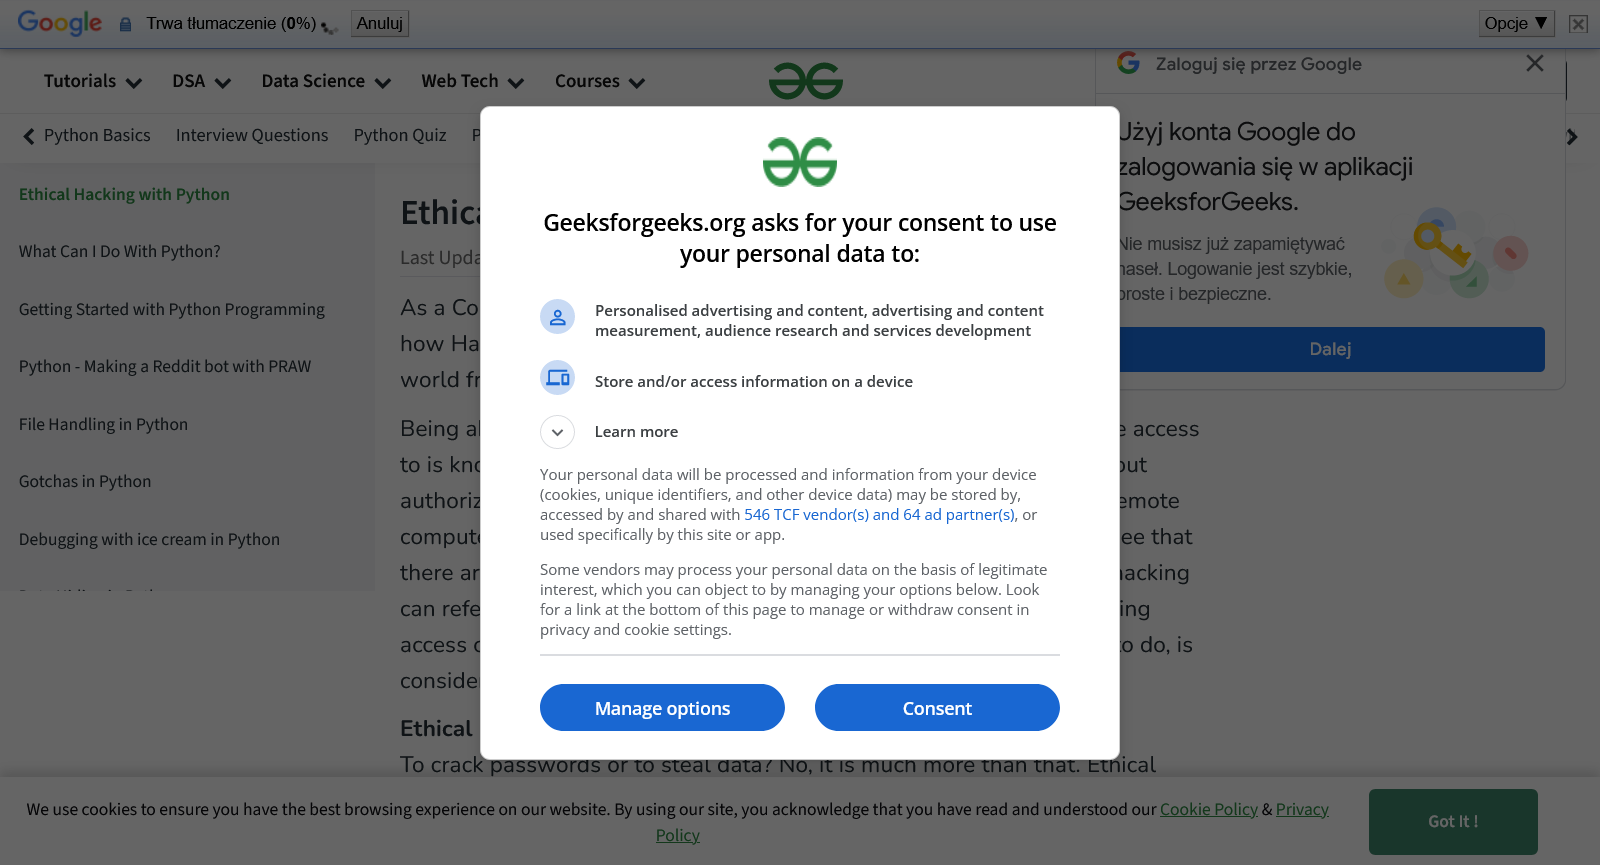 Google Trwa tłumaczenie (0%) Anuluj Opcje ▼
Tutorials DSA Data Science Web Tech Courses
Zaloguj się przez Google
Python Basics Interview Questions Python Quiz P
Użyj konta Google do
zalogowania się w aplikacji
GeeksforGeeks.
Nie musisz już zapamiętywać
haseł. Logowanie jest szybkie,
proste i bezpieczne.
Dalej
Ethical Hacking with Python
What Can I Do With Python?
Getting Started with Python Programming
Python - Making a Reddit bot with PRAW
File Handling in Python
Gotchas in Python
Debugging with ice cream in Python
Ethica
Last Upda
As a Co
how Ha
world fr
Being al
to is kno
authoriz
compute
there ar
can refe
access
conside
Ethical
e access
out
emote
ee that
hacking
ing
to do, is
To crack passwords or to steal data? No, it is much more than that. Ethical
Geeksforgeeks.org asks for your consent to use
your personal data to:
Personalised advertising and content, advertising and content
measurement, audience research and services development
Store and/or access information on a device
Learn more
Your personal data will be processed and information from your device
(cookies, unique identifiers, and other device data) may be stored by,
accessed by and shared with 546 TCF vendor(s) and 64 ad partner(s), or
used specifically by this site or app.
Some vendors may process your personal data on the basis of legitimate
interest, which you can object to by managing your options below. Look
for a link at the bottom of this page to manage or withdraw consent in
privacy and cookie settings.
Manage options Consent
We use cookies to ensure you have the best browsing experience on our website. By using our site, you acknowledge that you have read and understood our Cookie Policy & Privacy
Policy
Got It !